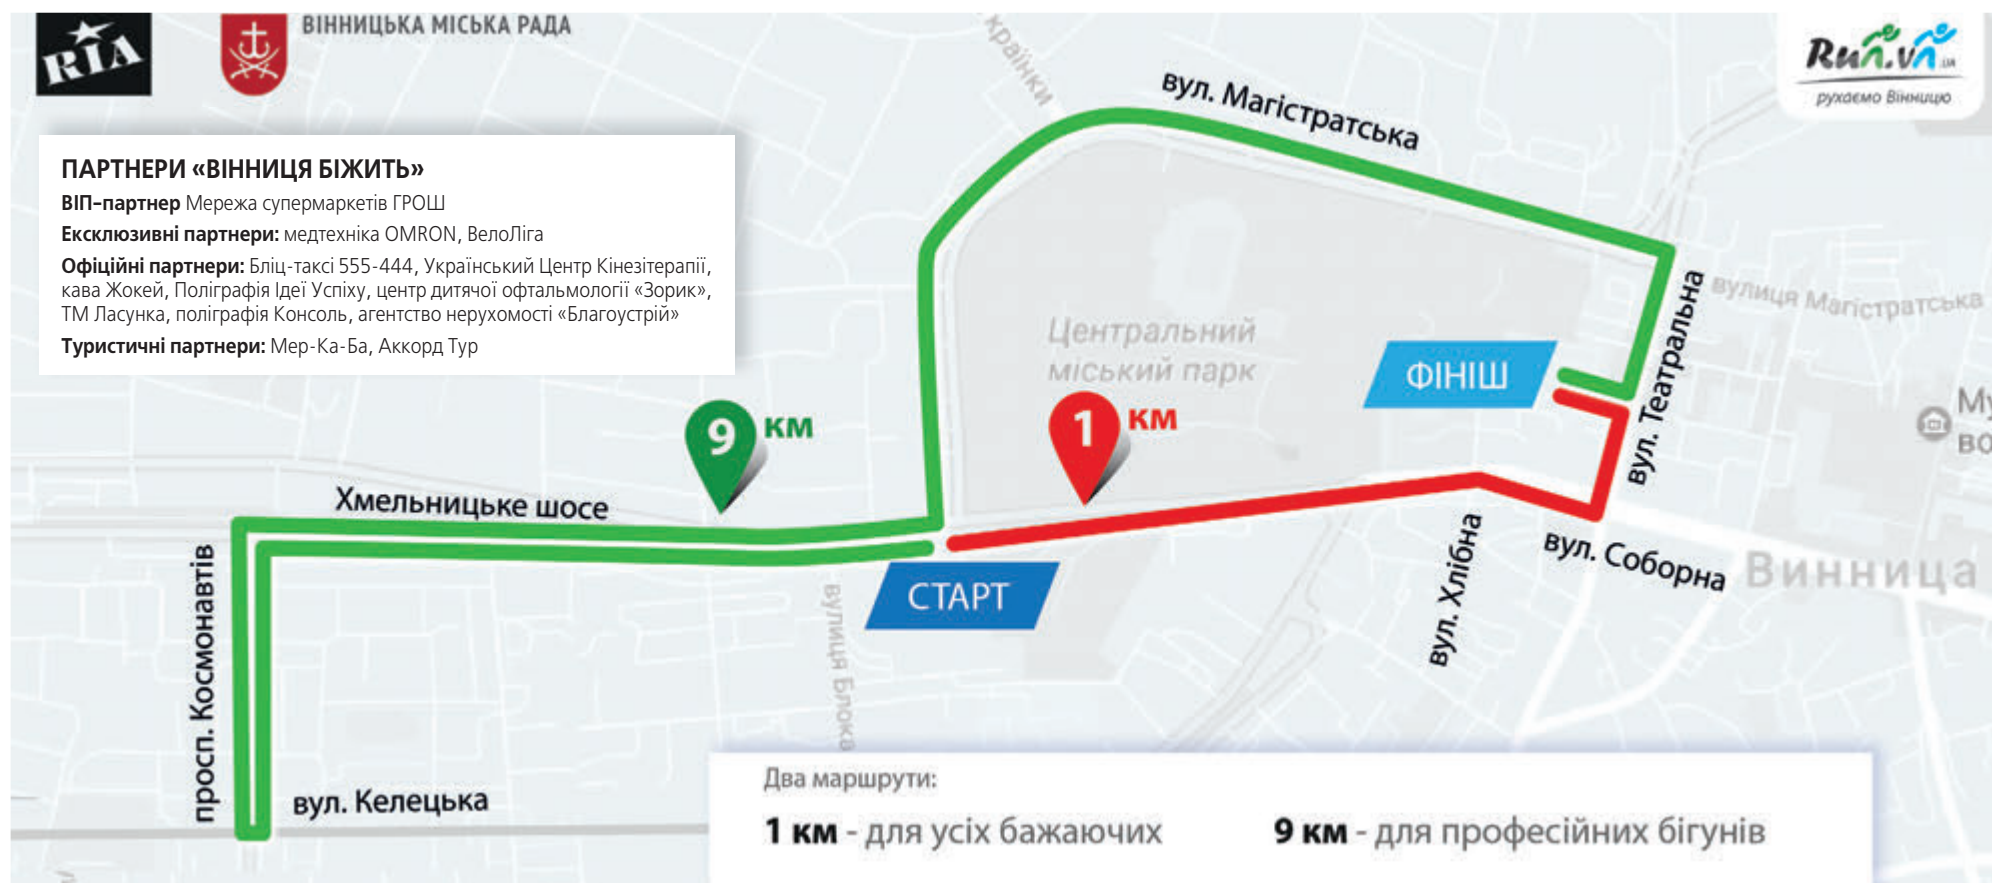 RIA
ВІННИЦЬКА МІСЬКА РАДА
Run.vn.UA
рухаємо Вінницю
ПАРТНЕРИ «ВІННИЦЯ БІЖИТЬ»
ВІП-партнер Мережа супермаркетів ГРОШ
Ексклюзивні партнери: медтехніка OMRON, ВелоЛіга
Офіційні партнери: Бліц-таксі 555-444, Український Центр Кінезітерапії,
кава Жокей, Поліграфія Ідеї Успіху, центр дитячої офтальмології «Зорик»,
ТМ Ласунка, поліграфія Консоль, агентство нерухомості «Благоустрій»
Туристичні партнери: Мер-Ка-Ба, Аккорд Тур
країнки
вул. Магістратська
вулиця Магістратська
вул. Театральна
Центральний
міський парк
ФІНІШ
9 км
1 км
Му
во
Хмельницьке шосе
просп. Космонавтів
СТАРТ
вул. Хлібна
вул. Соборна
Винница
вулиця Блока
вул. Келецька
Два маршрути:
1 км - для усіх бажаючих
9 км - для професійних бігунів